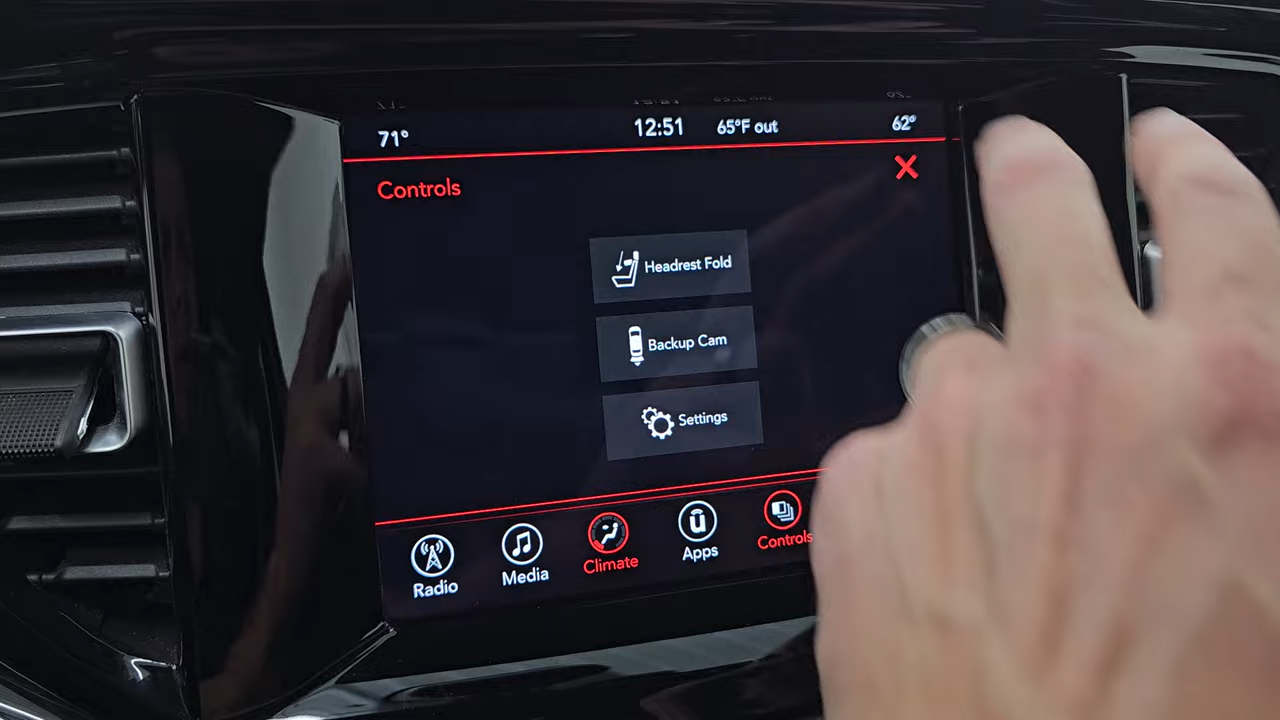 71° 12:51 65°F out 62°
Controls
Headrest Fold
Backup Cam
Settings
Radio Media Climate Apps Controls